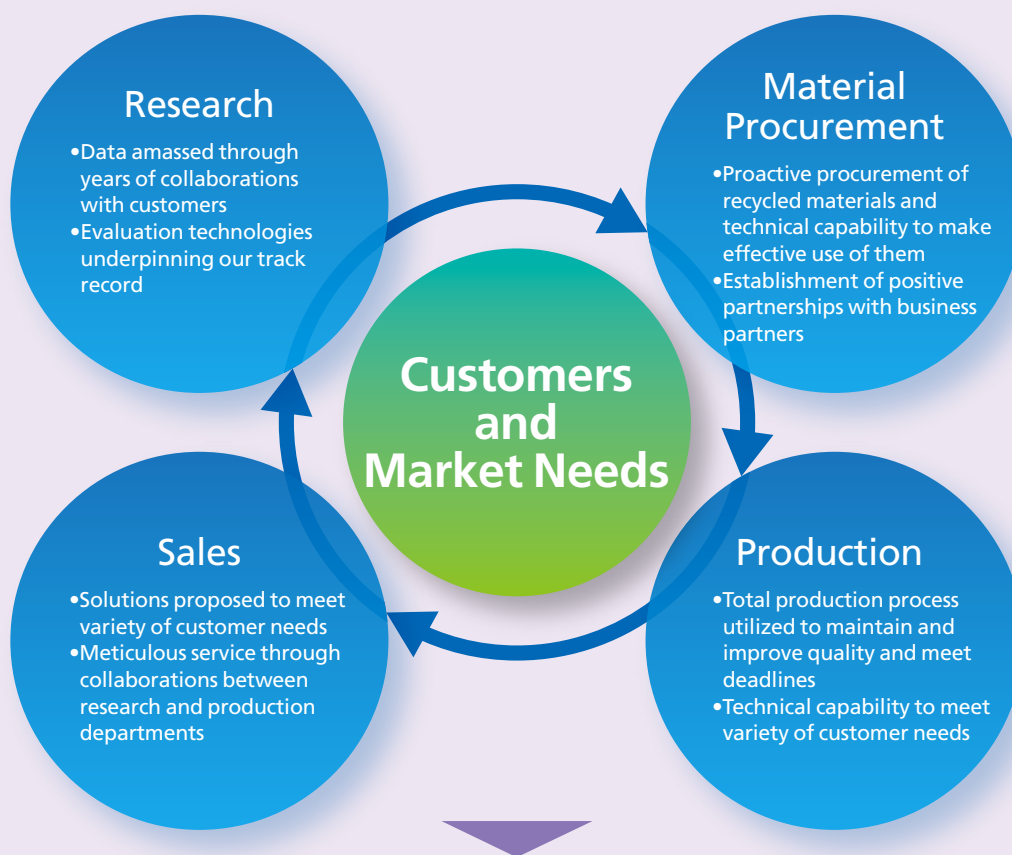 Research
•Data amassed through
years of collaborations
with customers
•Evaluation technologies
underpinning our track
record
Material
Procurement
•Proactive procurement of
recycled materials and
technical capability to make
effective use of them
•Establishment of positive
partnerships with business
partners
Customers
and
Market Needs
Sales
•Solutions proposed to meet
variety of customer needs
•Meticulous service through
collaborations between
research and production
departments
Production
•Total production process
utilized to maintain and
improve quality and meet
deadlines
•Technical capability to meet
variety of customer needs